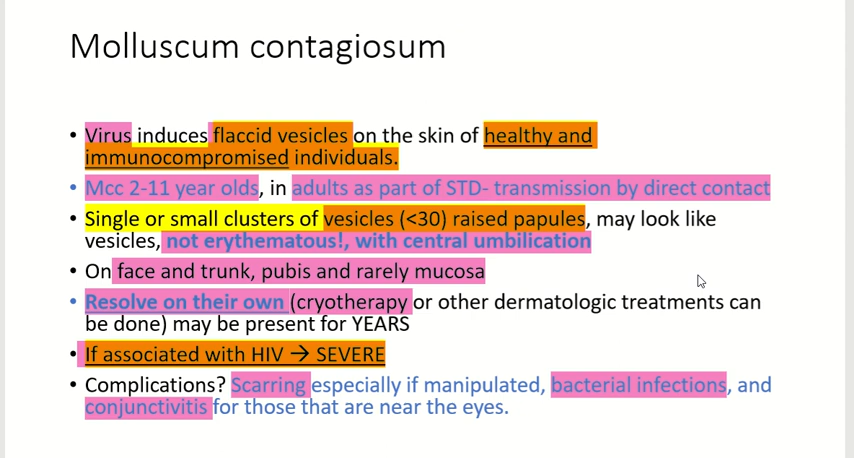 Molluscum contagiosum
• Virus induces flaccid vesicles on the skin of healthy and
immunocompromised individuals.
• Mcc 2-11 year olds, in adults as part of STD- transmission by direct contact
• Single or small clusters of vesicles (<30) raised papules, may look like
vesicles, not erythematous!, with central umbilication
• On face and trunk, pubis and rarely mucosa
• Resolve on their own (cryotherapy or other dermatologic treatments can
be done) may be present for YEARS
• If associated with HIV → SEVERE
• Complications? Scarring especially if manipulated, bacterial infections, and
conjunctivitis for those that are near the eyes.